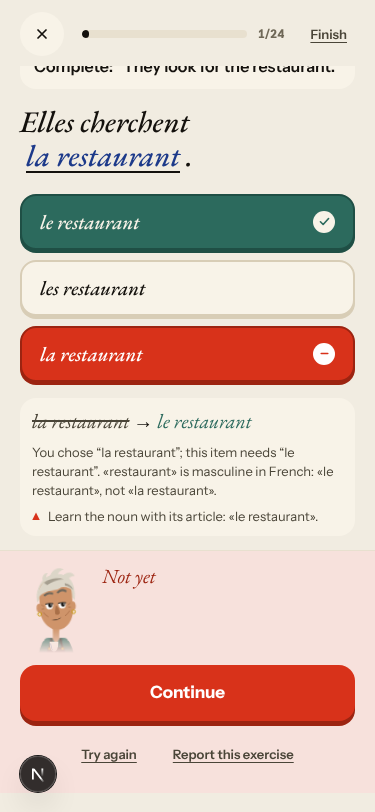 1/24
Finish
Complete: "They look for the restaurant."
Elles cherchent
la restaurant .
le restaurant
les restaurant
la restaurant
la restaurant → le restaurant
You chose “la restaurant”; this item needs “le
restaurant”. «restaurant» is masculine in French: «le
restaurant», not «la restaurant».
Learn the noun with its article: «le restaurant».
Not yet
Continue
Try again
Report this exercise
N